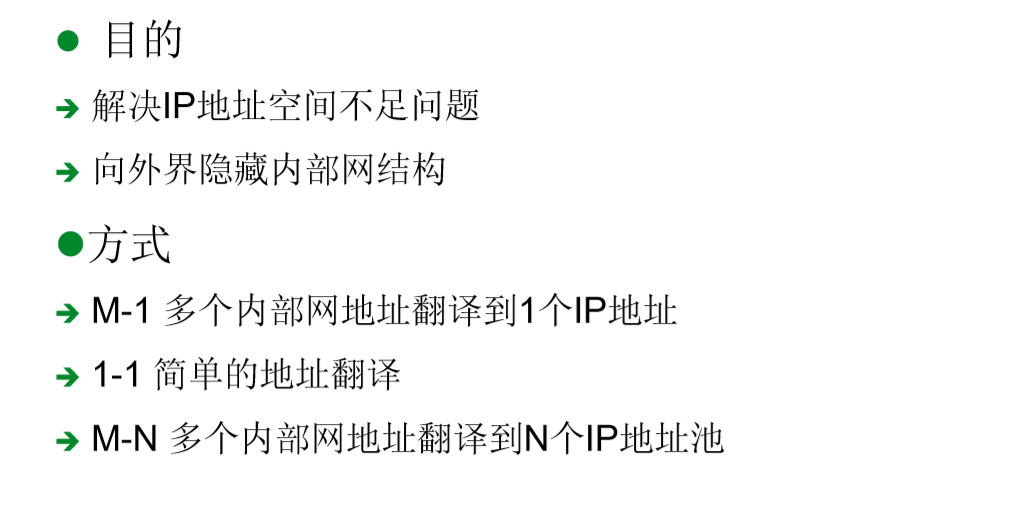 目的
解决IP地址空间不足问题
向外界隐藏内部网结构
方式
M-1 多个内部网地址翻译到1个IP地址
1-1 简单的地址翻译
M-N 多个内部网地址翻译到N个IP地址池